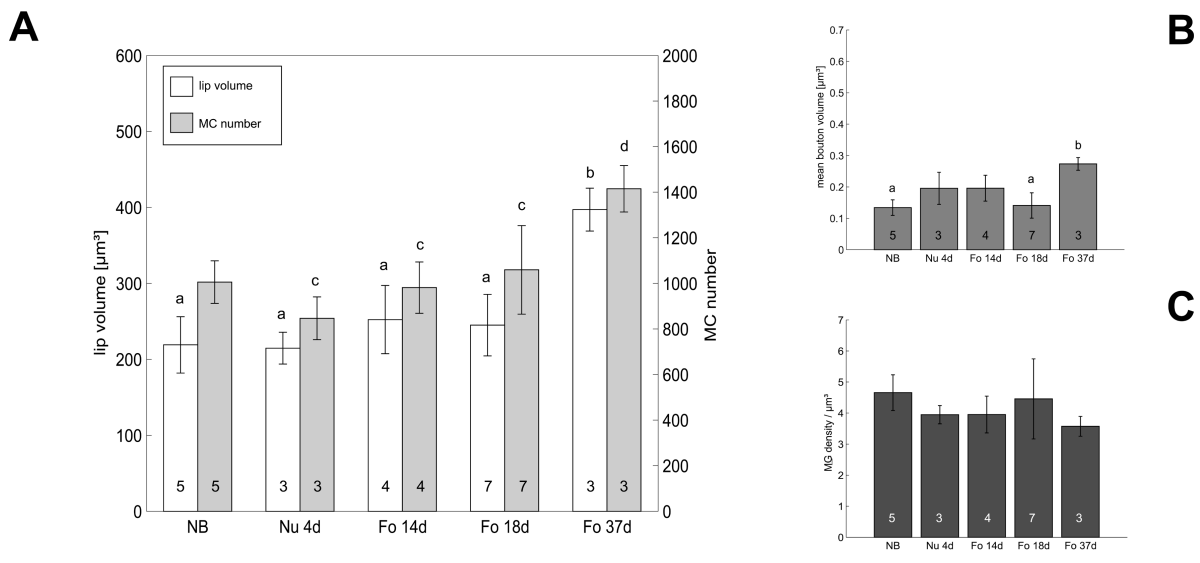 A
600
500
400
300
200
100
0
lip volume [µm³]
lip volume
MC number
2000
1800
1600
1400
1200
1000
800
600
400
200
0
MC number
a a c a c a c b d
5 5 3 3 4 4 7 7 3 3
NB Nu 4d Fo 14d Fo 18d Fo 37d
B
0.7
0.6
0.5
0.4
0.3
0.2
0.1
0
mean bouton volume [µm³]
a a b
5 3 4 7 3
NB Nu 4d Fo 14d Fo 18d Fo 37d
C
7
6
5
4
3
2
1
0
MG density / µm³
5 3 4 7 3
NB Nu 4d Fo 14d Fo 18d Fo 37d